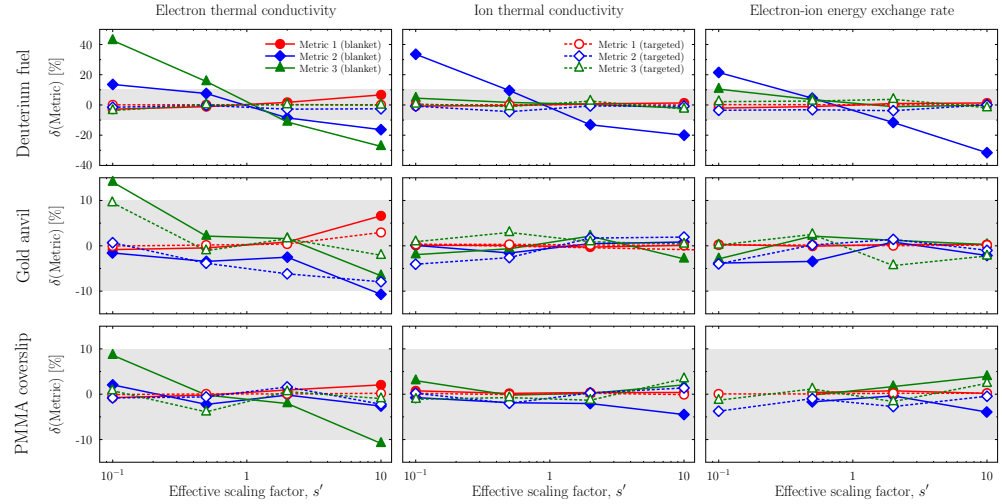 Electron thermal conductivity
Ion thermal conductivity
Electron-ion energy exchange rate
Deuterium fuel
δ(Metric) [%]
40
20
0
-20
-40
Metric 1 (blanket)
Metric 2 (blanket)
Metric 3 (blanket)
Metric 1 (targeted)
Metric 2 (targeted)
Metric 3 (targeted)
Gold anvil
δ(Metric) [%]
10
0
-10
PMMA coverslip
δ(Metric) [%]
10
0
-10
10⁻¹ 1 10
10⁻¹ 1 10
10⁻¹ 1 10
Effective scaling factor, s′
Effective scaling factor, s′
Effective scaling factor, s′